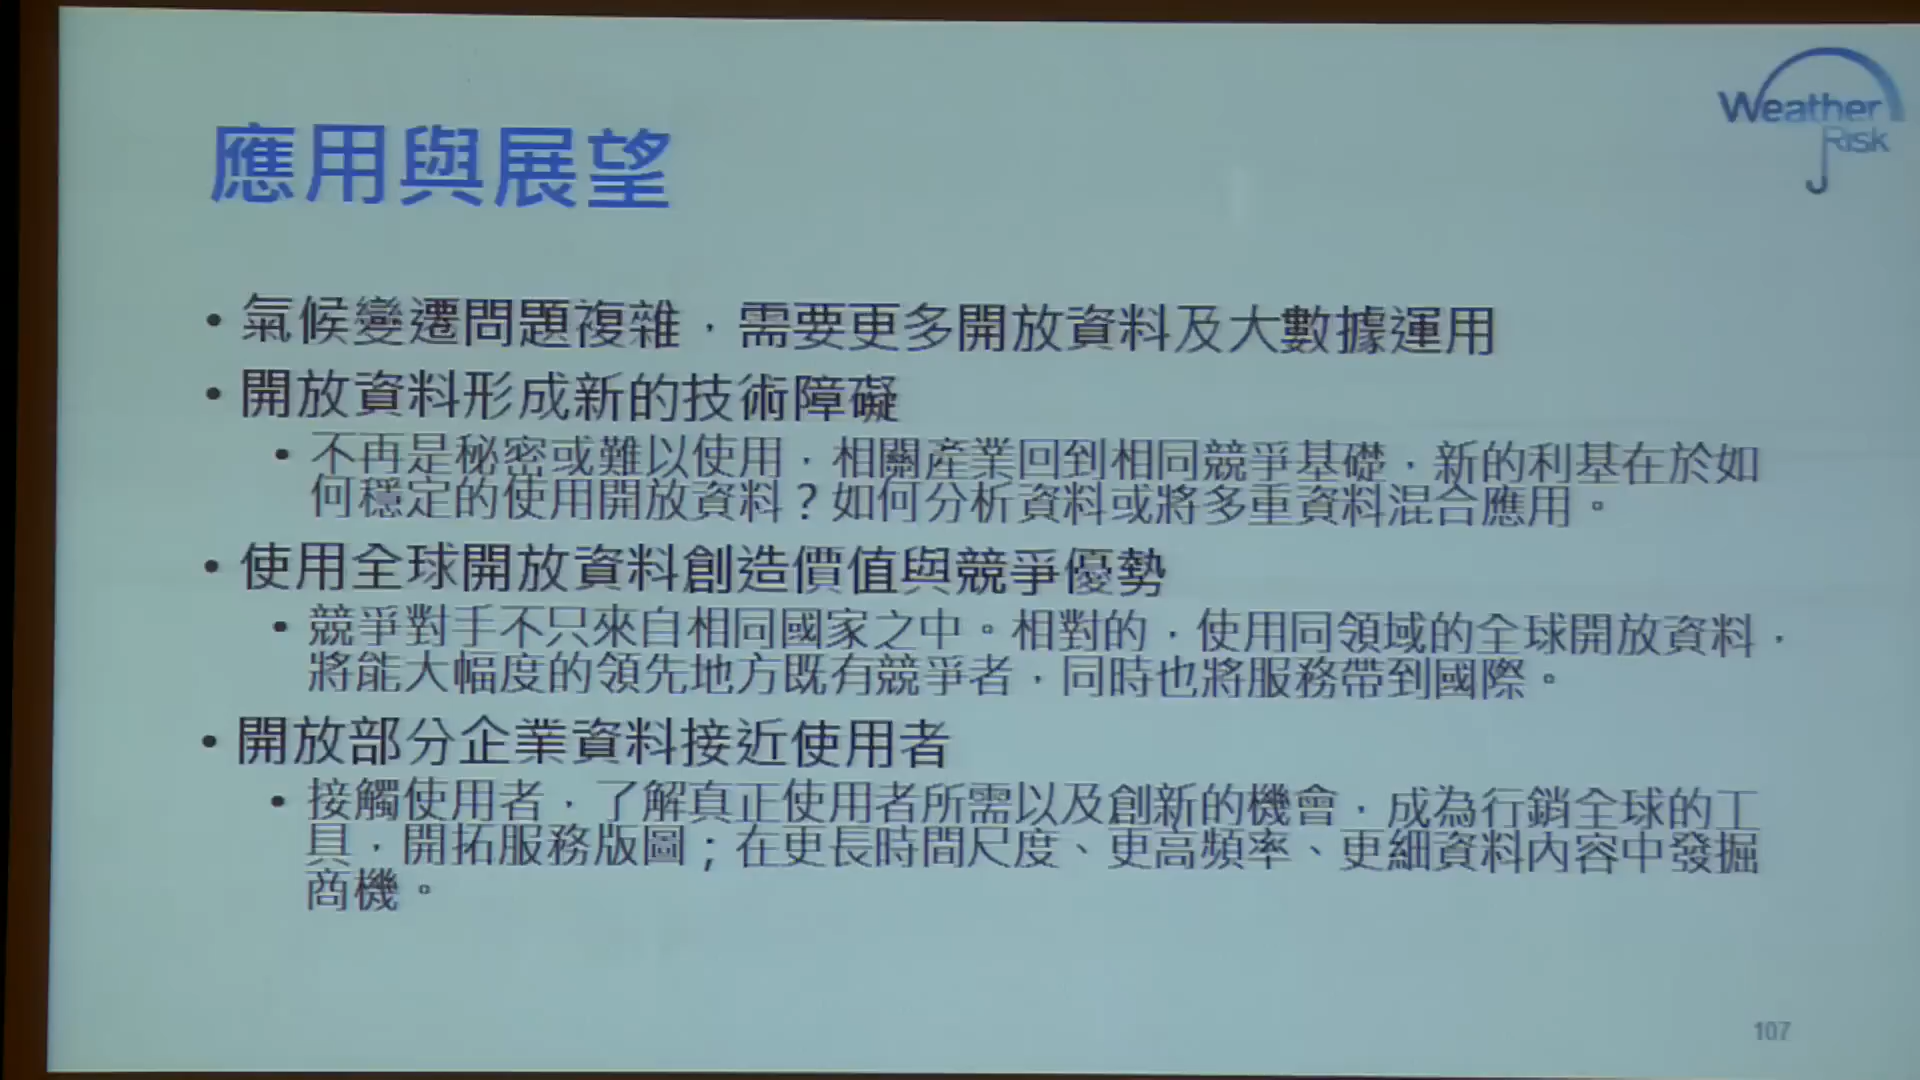 Weather
Risk
應用與展望
• 氣候變遷問題複雜，需要更多開放資料及大數據運用
• 開放資料形成新的技術障礙
• 不再是秘密或難以使用，相關產業回到相同競爭基礎，新的利基在於如
何穩定的使用開放資料？如何分析資料或將多重資料混合應用。
• 使用全球開放資料創造價值與競爭優勢
• 競爭對手不只來自相同國家之中。相對的，使用同領域的全球開放資料，
將能大幅度的領先地方既有競爭者，同時也將服務帶到國際。
• 開放部分企業資料接近使用者
• 接觸使用者，了解真正使用者所需以及創新的機會，成為行銷全球的工
具，開拓服務版圖；在更長時間尺度、更高頻率、更細資料內容中發掘
商機。
107